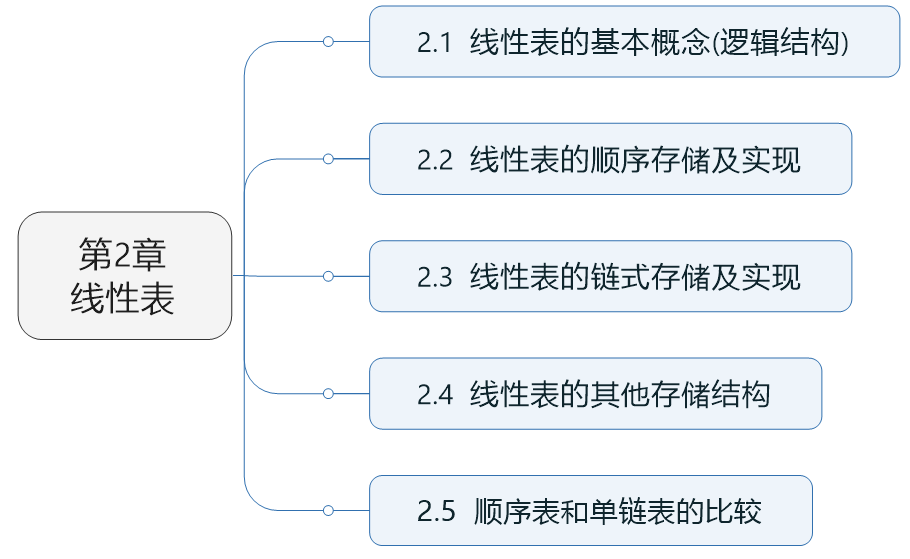 第2章
线性表
2.1 线性表的基本概念(逻辑结构)
2.2 线性表的顺序存储及实现
2.3 线性表的链式存储及实现
2.4 线性表的其他存储结构
2.5 顺序表和单链表的比较